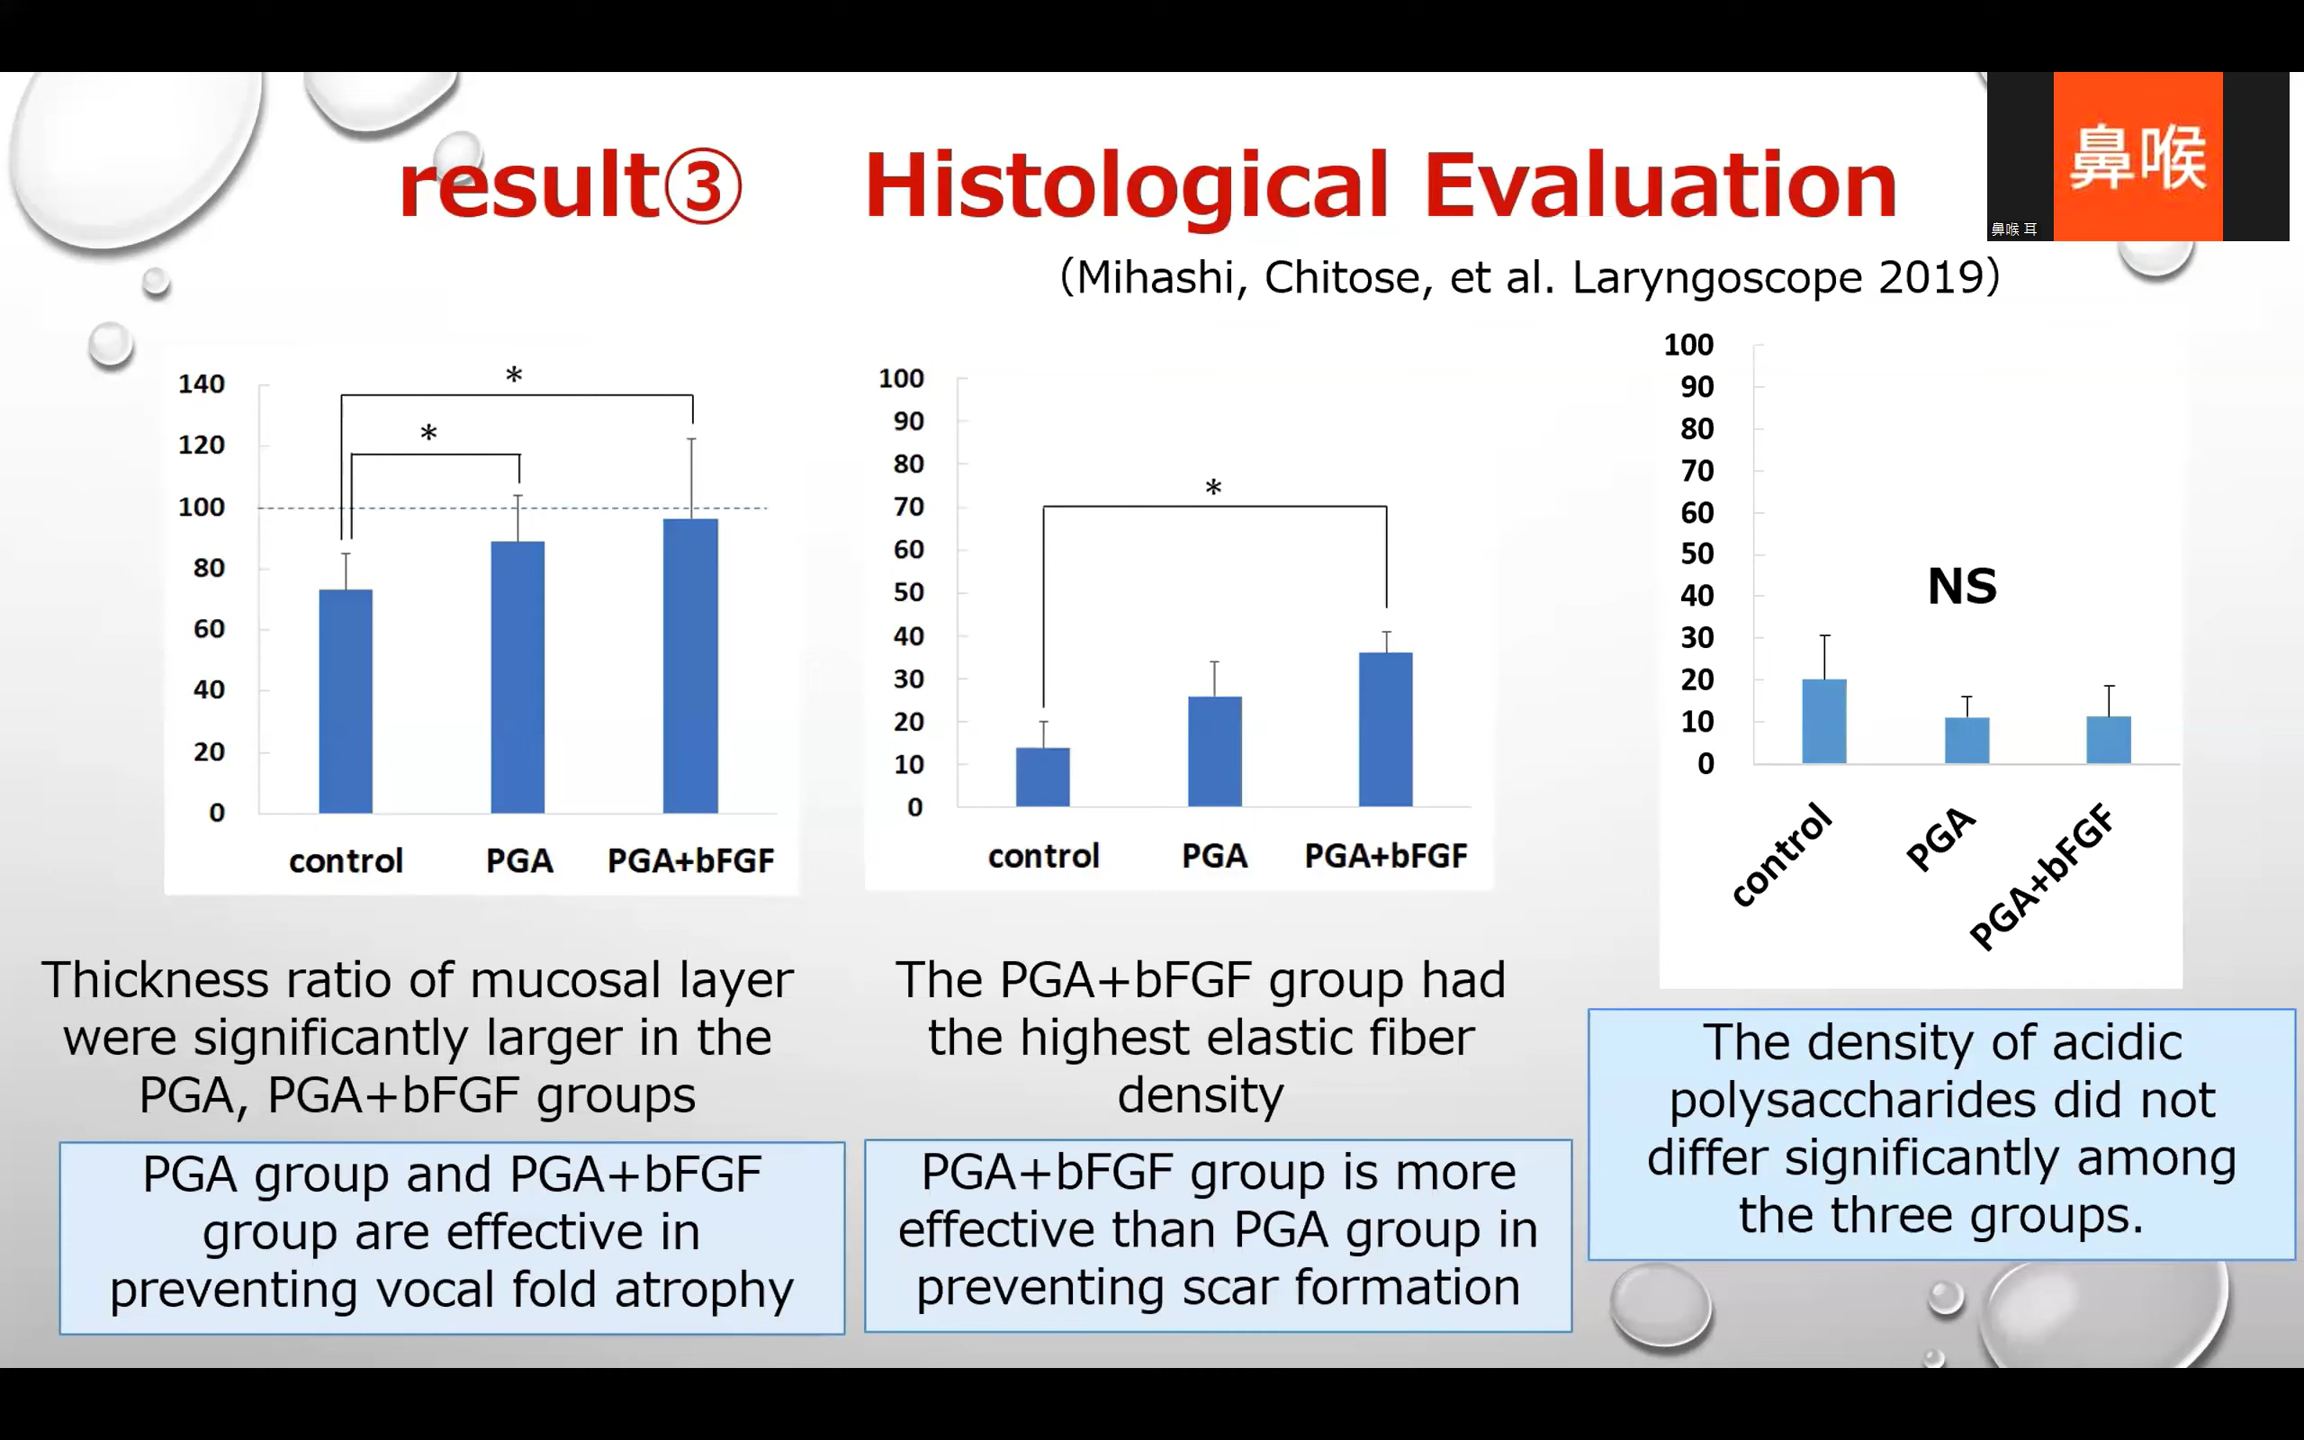 result③ Histological Evaluation
鼻喉
鼻喉 耳
(Mihashi, Chitose, et al. Laryngoscope 2019)
140
120
100
80
60
40
20
0
*
*
control PGA PGA+bFGF
100
90
80
70
60
50
40
30
20
10
0
*
control PGA PGA+bFGF
100
90
80
70
60
50
40
30
20
10
0
NS
control
PGA
PGA+bFGF
Thickness ratio of mucosal layer
were significantly larger in the
PGA, PGA+bFGF groups
PGA group and PGA+bFGF
group are effective in
preventing vocal fold atrophy
The PGA+bFGF group had
the highest elastic fiber
density
PGA+bFGF group is more
effective than PGA group in
preventing scar formation
The density of acidic
polysaccharides did not
differ significantly among
the three groups.